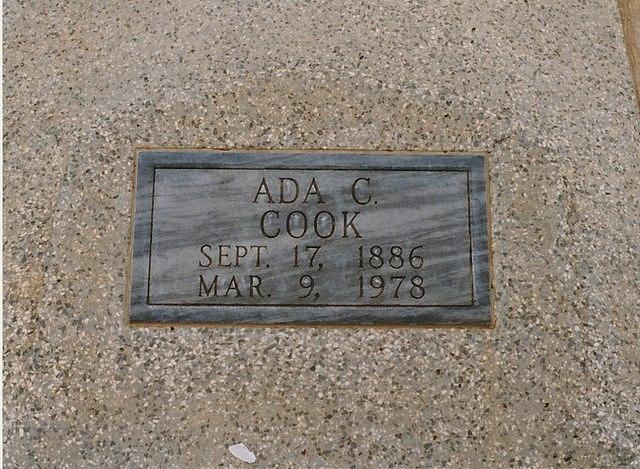 ADA C.
COOK
SEPT. 17, 1886
MAR. 9, 1978